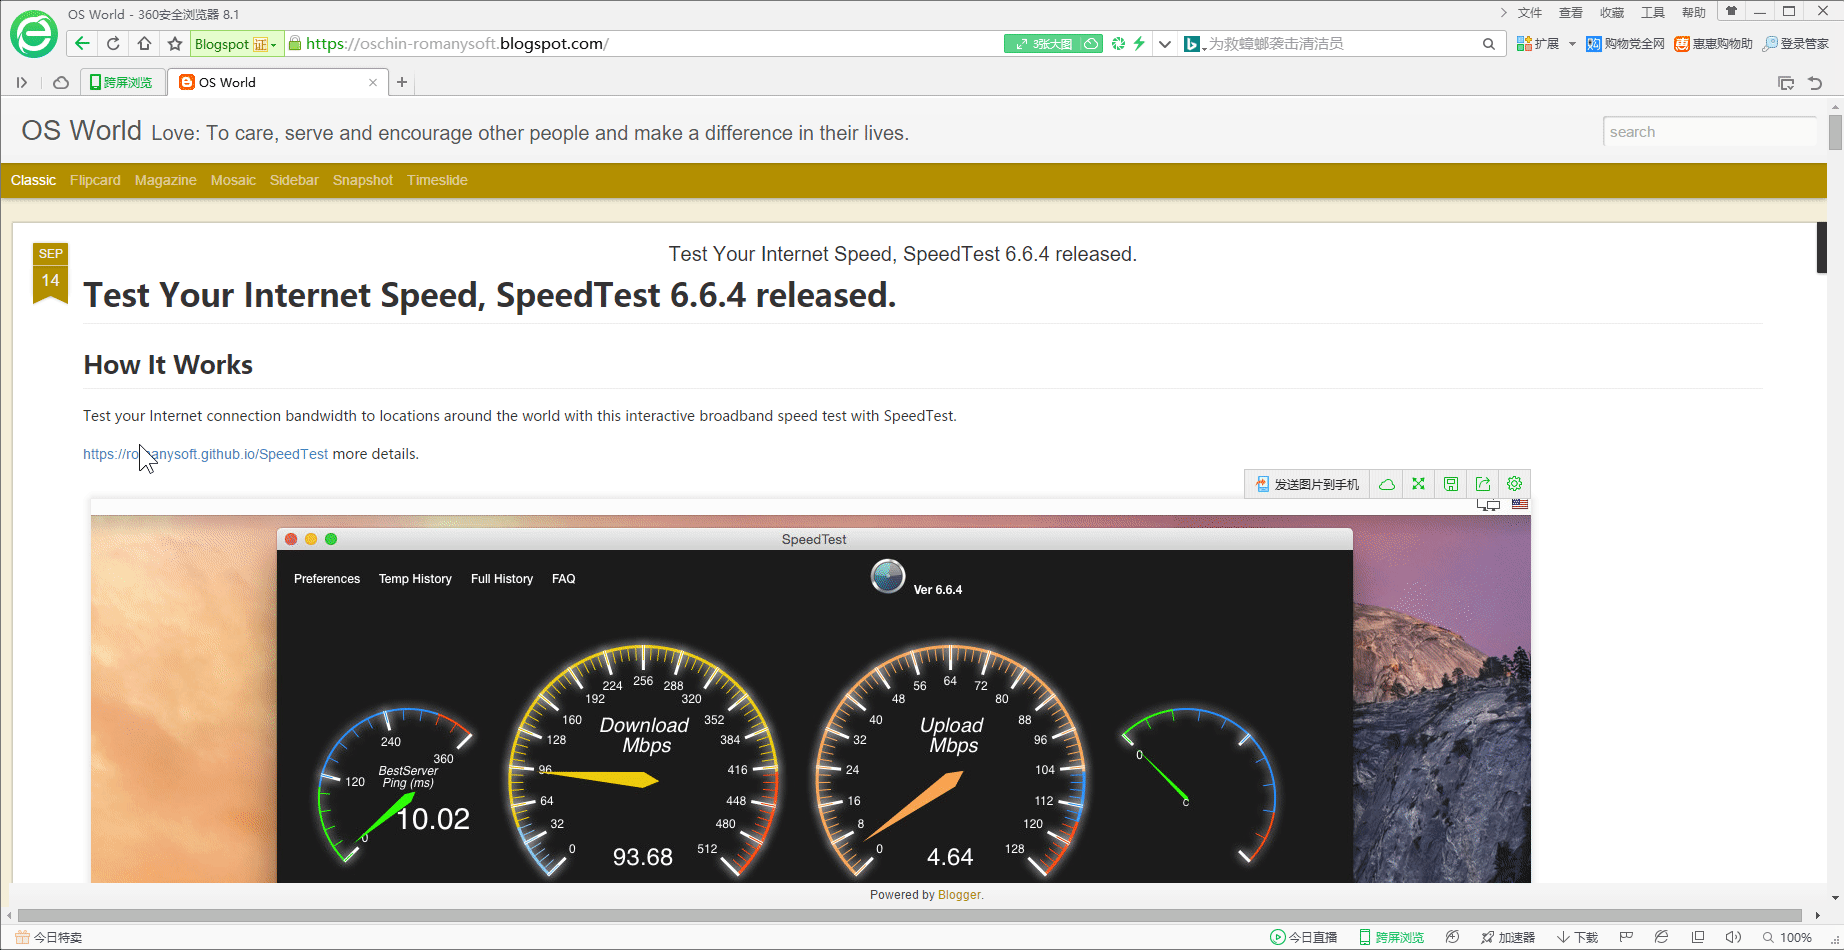 OS World - 360安全浏览器 8.1
文件 查看 收藏 工具 帮助
Blogspot 证 https://oschin-romanysoft.blogspot.com/ 3张大图 为救蟑螂袭击清洁员 扩展 购物党全网 惠惠购物助 登录管家
跨屏浏览 OS World
OS World Love: To care, serve and encourage other people and make a difference in their lives. search
Classic Flipcard Magazine Mosaic Sidebar Snapshot Timeslide
SEP
14
Test Your Internet Speed, SpeedTest 6.6.4 released.
Test Your Internet Speed, SpeedTest 6.6.4 released.
How It Works
Test your Internet connection bandwidth to locations around the world with this interactive broadband speed test with SpeedTest.
https://romanysoft.github.io/SpeedTest more details.
发送图片到手机
SpeedTest
Preferences Temp History Full History FAQ
Ver 6.6.4
0 120 240 360
BestServer
Ping (ms)
10.02
0 32 64 96 128 160 192 224 256 288 320 352 384 416 448 480 512
Download
Mbps
93.68
0 8 16 24 32 40 48 56 64 72 80 88 96 104 112 120 128
Upload
Mbps
4.64
0
Powered by Blogger.
今日特卖 今日直播 跨屏浏览 加速器 下载 100%